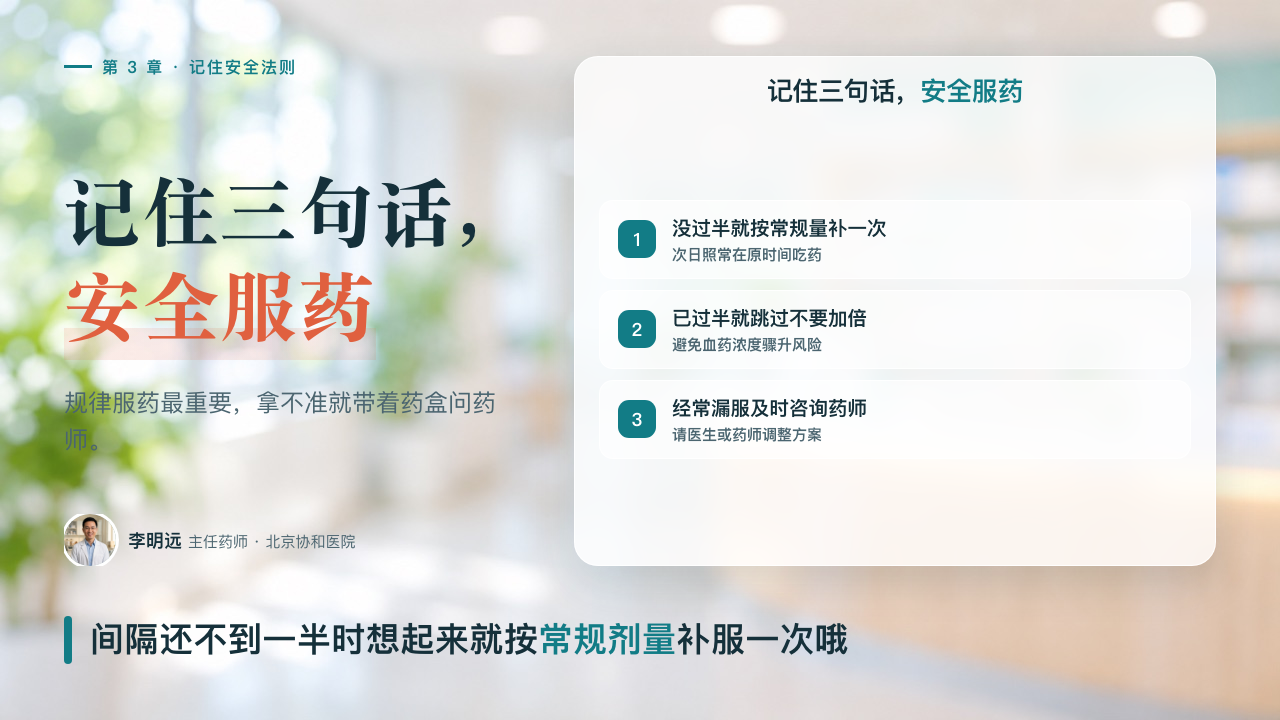 第 3 章 · 记住安全法则
记住三句话，
安全服药
规律服药最重要，拿不准就带着药盒问药
师。
李明远 主任药师 · 北京协和医院
记住三句话，安全服药
1
没过半就按常规量补一次
次日照常在原时间吃药
2
已过半就跳过不要加倍
避免血药浓度骤升风险
3
经常漏服及时咨询药师
请医生或药师调整方案
间隔还不到一半时想起来就按常规剂量补服一次哦